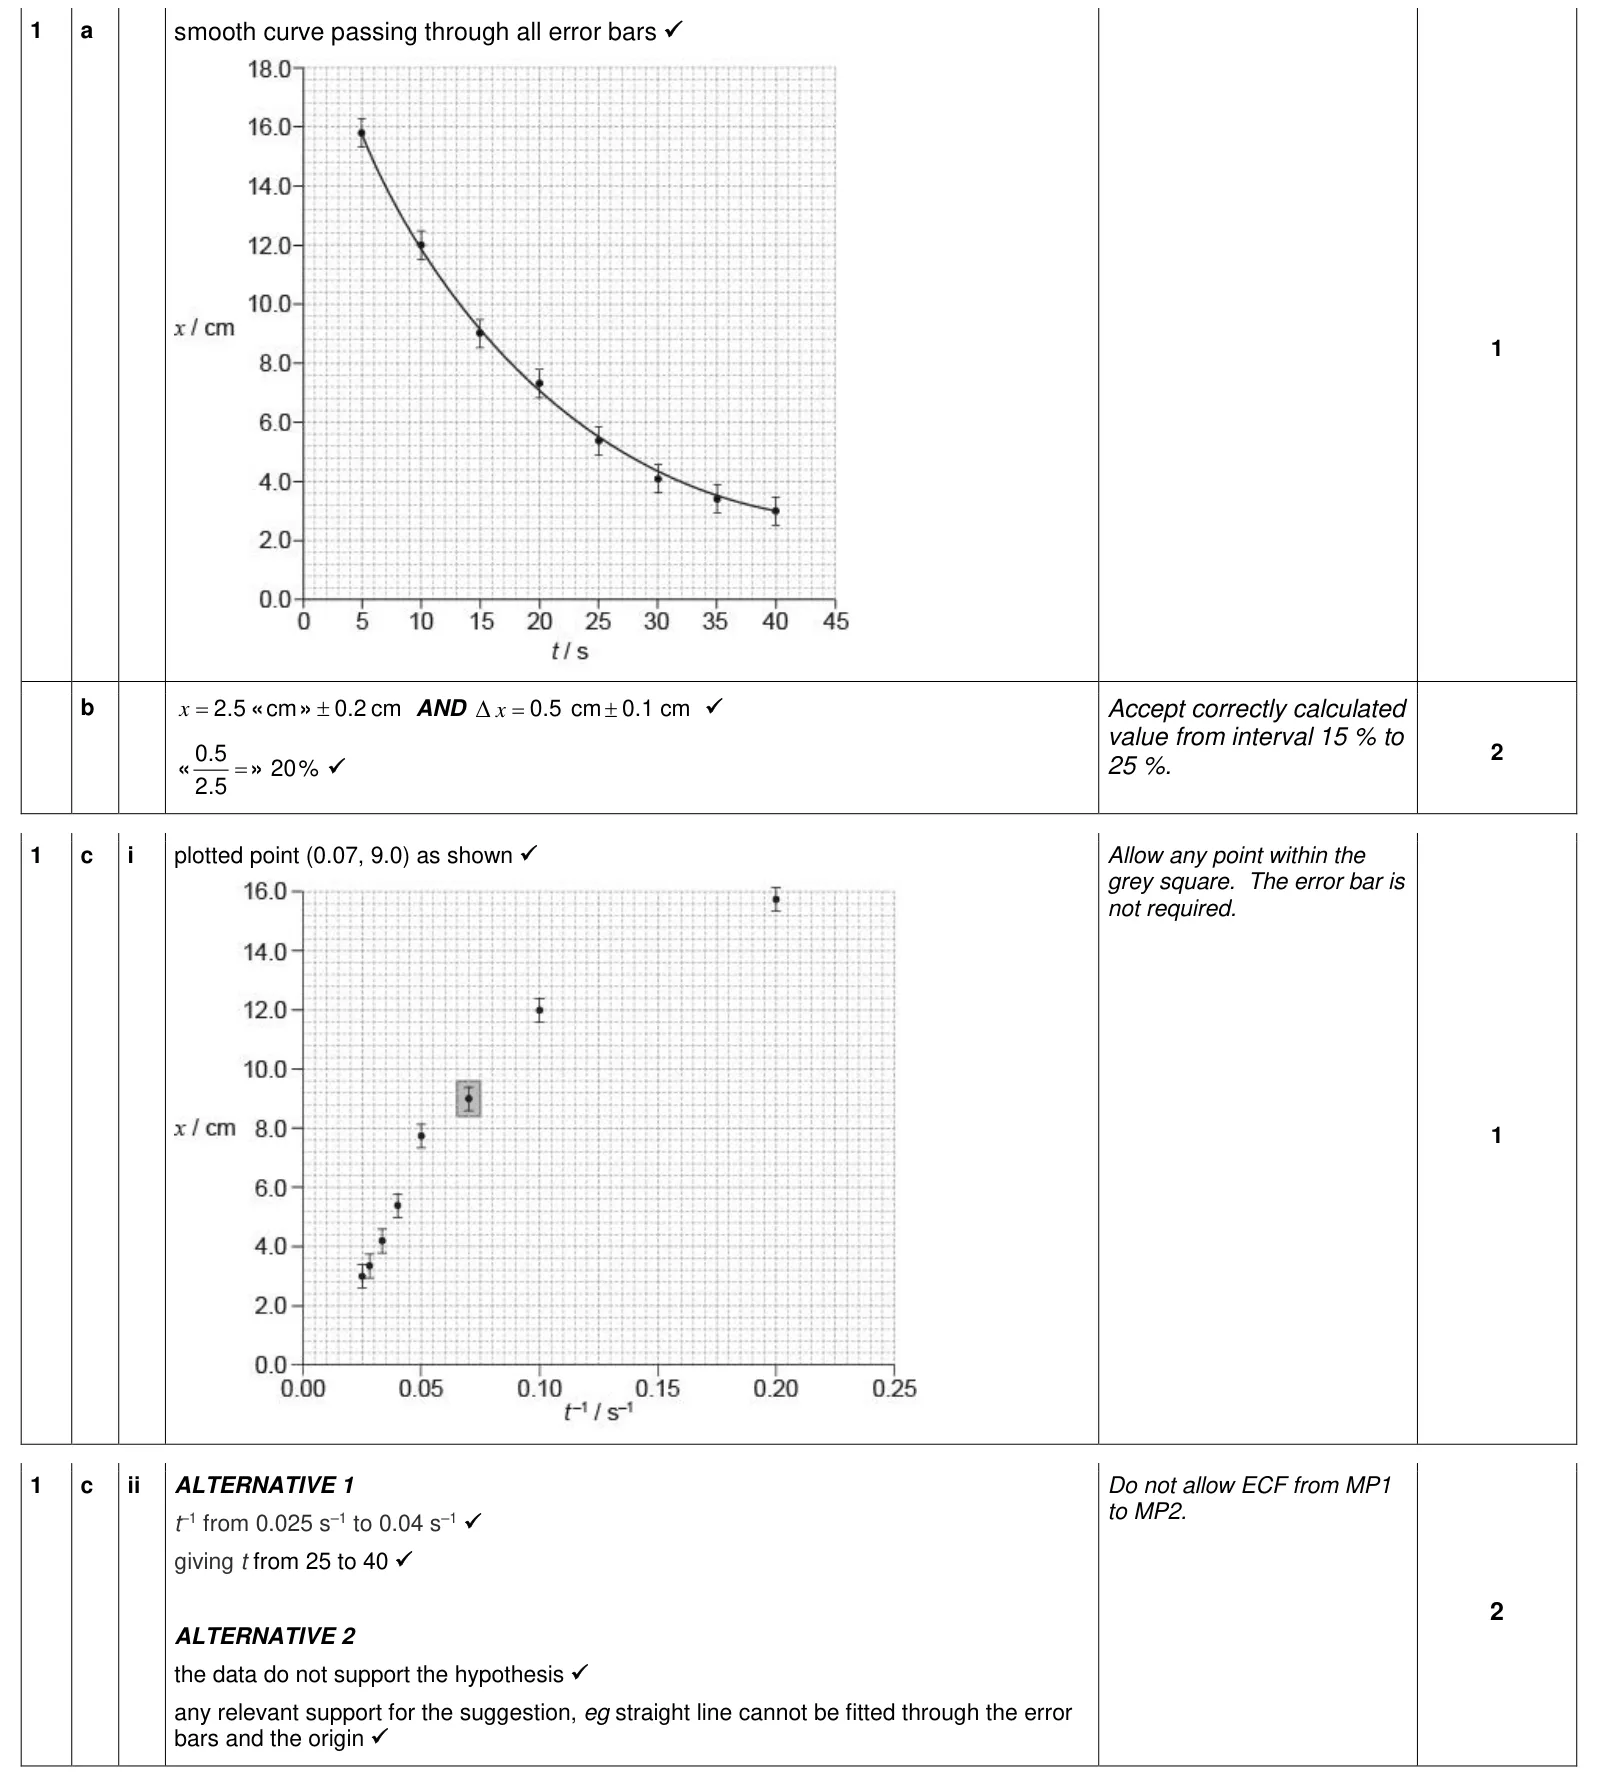 1 a smooth curve passing through all error bars ✓
18.0
16.0
14.0
12.0
10.0
x / cm
8.0
6.0
4.0
2.0
0.0
0 5 10 15 20 25 30 35 40 45
t / s
1
b x = 2.5 «cm» ± 0.2 cm AND Δ x = 0.5 cm ± 0.1 cm ✓
«0.5/2.5 =» 20% ✓
Accept correctly calculated
value from interval 15 % to
25 %.
2
1 c i plotted point (0.07, 9.0) as shown ✓
16.0
14.0
12.0
10.0
x / cm 8.0
6.0
4.0
2.0
0.0
0.00 0.05 0.10 0.15 0.20 0.25
t⁻¹ / s⁻¹
Allow any point within the
grey square. The error bar is
not required.
1
1 c ii ALTERNATIVE 1
t⁻¹ from 0.025 s⁻¹ to 0.04 s⁻¹ ✓
giving t from 25 to 40 ✓
ALTERNATIVE 2
the data do not support the hypothesis ✓
any relevant support for the suggestion, eg straight line cannot be fitted through the error
bars and the origin ✓
Do not allow ECF from MP1
to MP2.
2